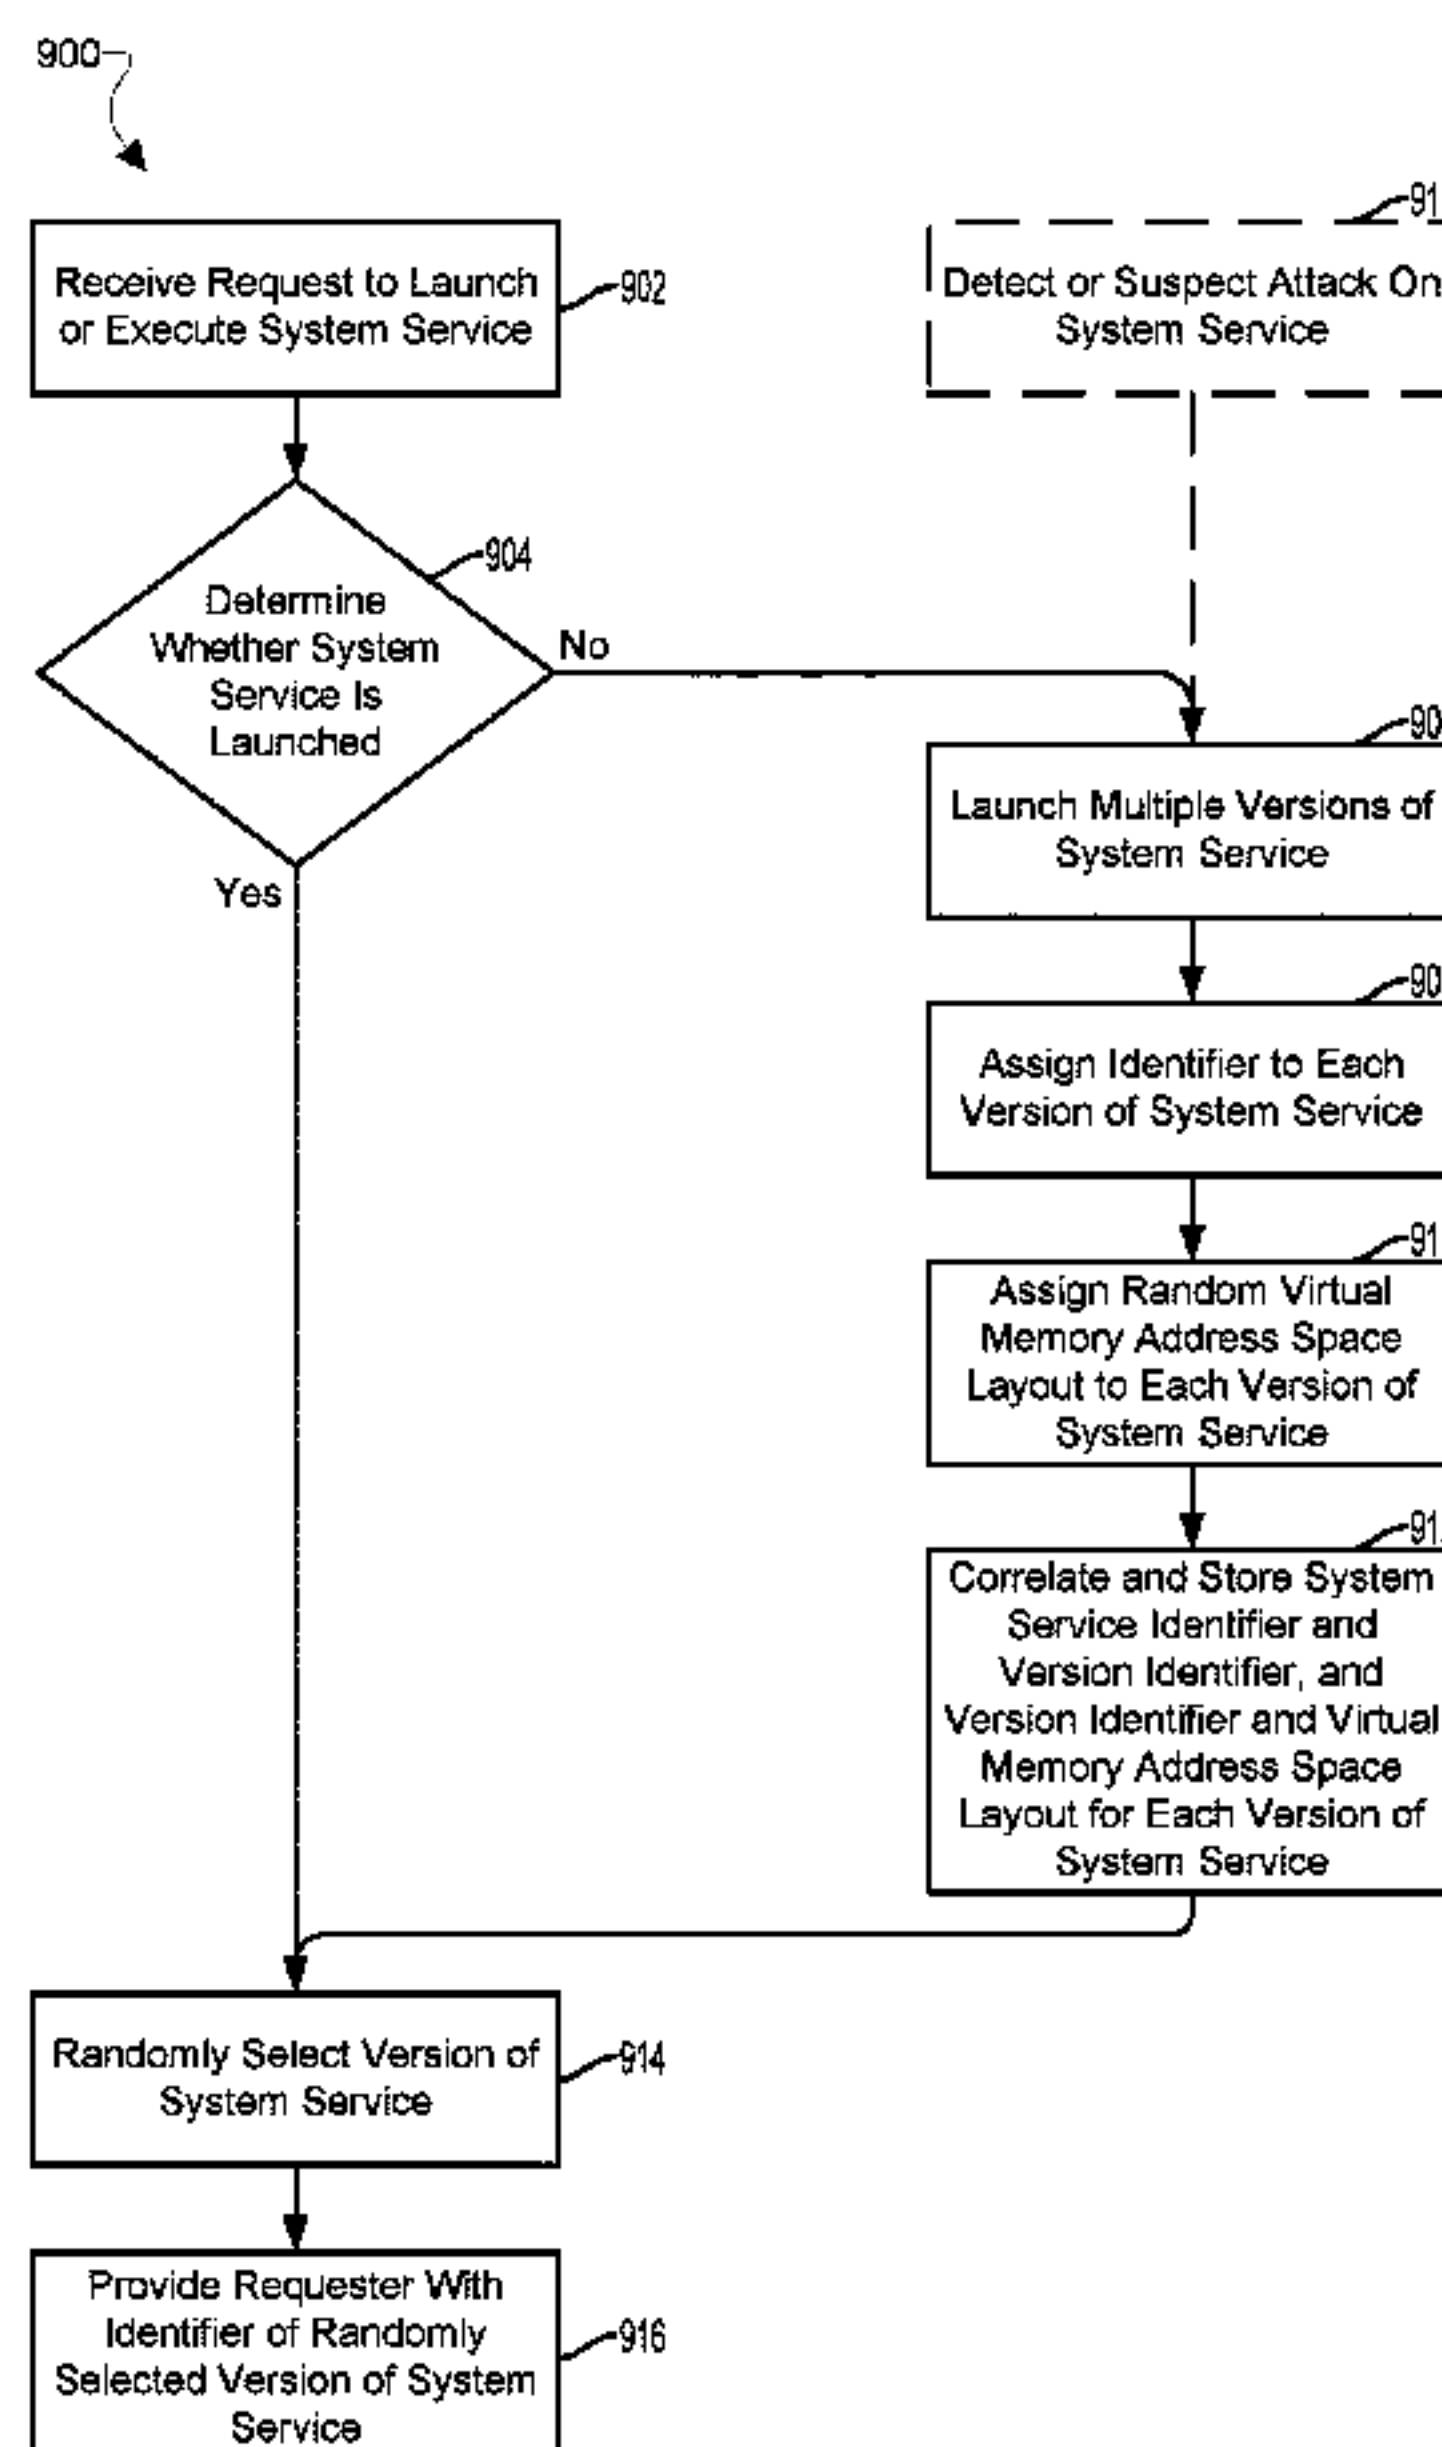 900
Receive Request to Launch
or Execute System Service
902
Determine
Whether System
Service Is
Launched
904
No
Yes
91
Detect or Suspect Attack On
System Service
90
Launch Multiple Versions of
System Service
90
Assign Identifier to Each
Version of System Service
91
Assign Random Virtual
Memory Address Space
Layout to Each Version of
System Service
91
Correlate and Store System
Service Identifier and
Version Identifier, and
Version Identifier and Virtual
Memory Address Space
Layout for Each Version of
System Service
Randomly Select Version of
System Service
914
Provide Requester With
Identifier of Randomly
Selected Version of System
Service
916